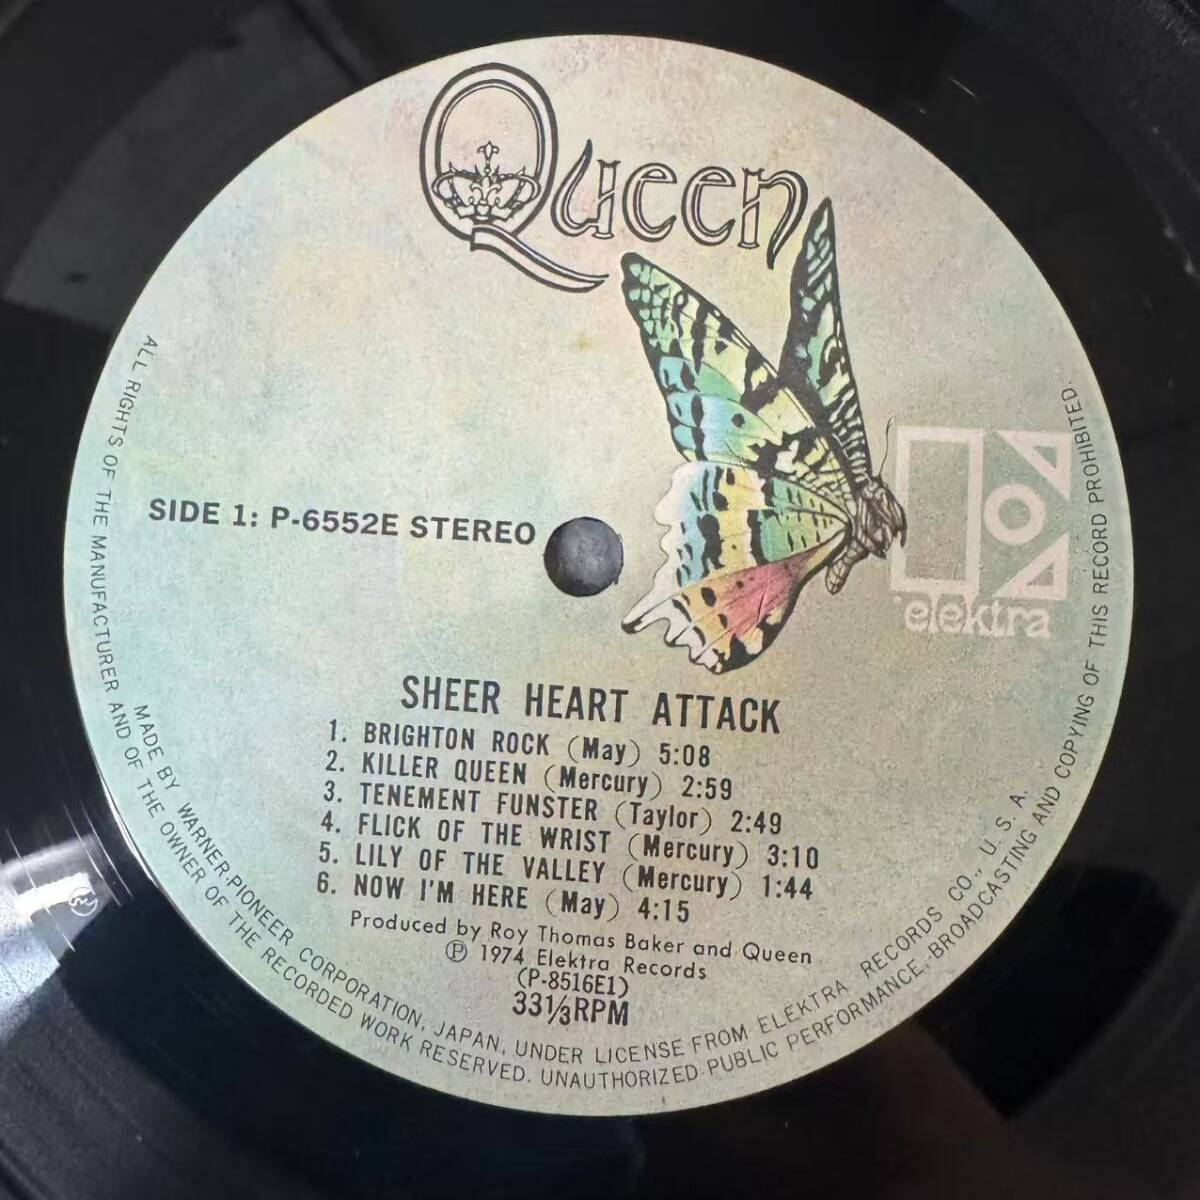 Queen
SIDE 1: P-6552E STEREO
elektra
SHEER HEART ATTACK
1. BRIGHTON ROCK (May) 5:08
2. KILLER QUEEN (Mercury) 2:59
3. TENEMENT FUNSTER (Taylor) 2:49
4. FLICK OF THE WRIST (Mercury) 3:10
5. LILY OF THE VALLEY (Mercury) 1:44
6. NOW I'M HERE (May) 4:15
Produced by Roy Thomas Baker and Queen
℗ 1974 Elektra Records
(P-8516E1)
33⅓RPM
MADE BY WARNER-PIONEER CORPORATION, JAPAN, UNDER LICENSE FROM ELEKTRA RECORDS CO., U. S. A.
ALL RIGHTS OF THE MANUFACTURER AND OF THE OWNER OF THE RECORDED WORK RESERVED. UNAUTHORIZED PUBLIC PERFORMANCE, BROADCASTING AND COPYING OF THIS RECORD PROHIBITED.